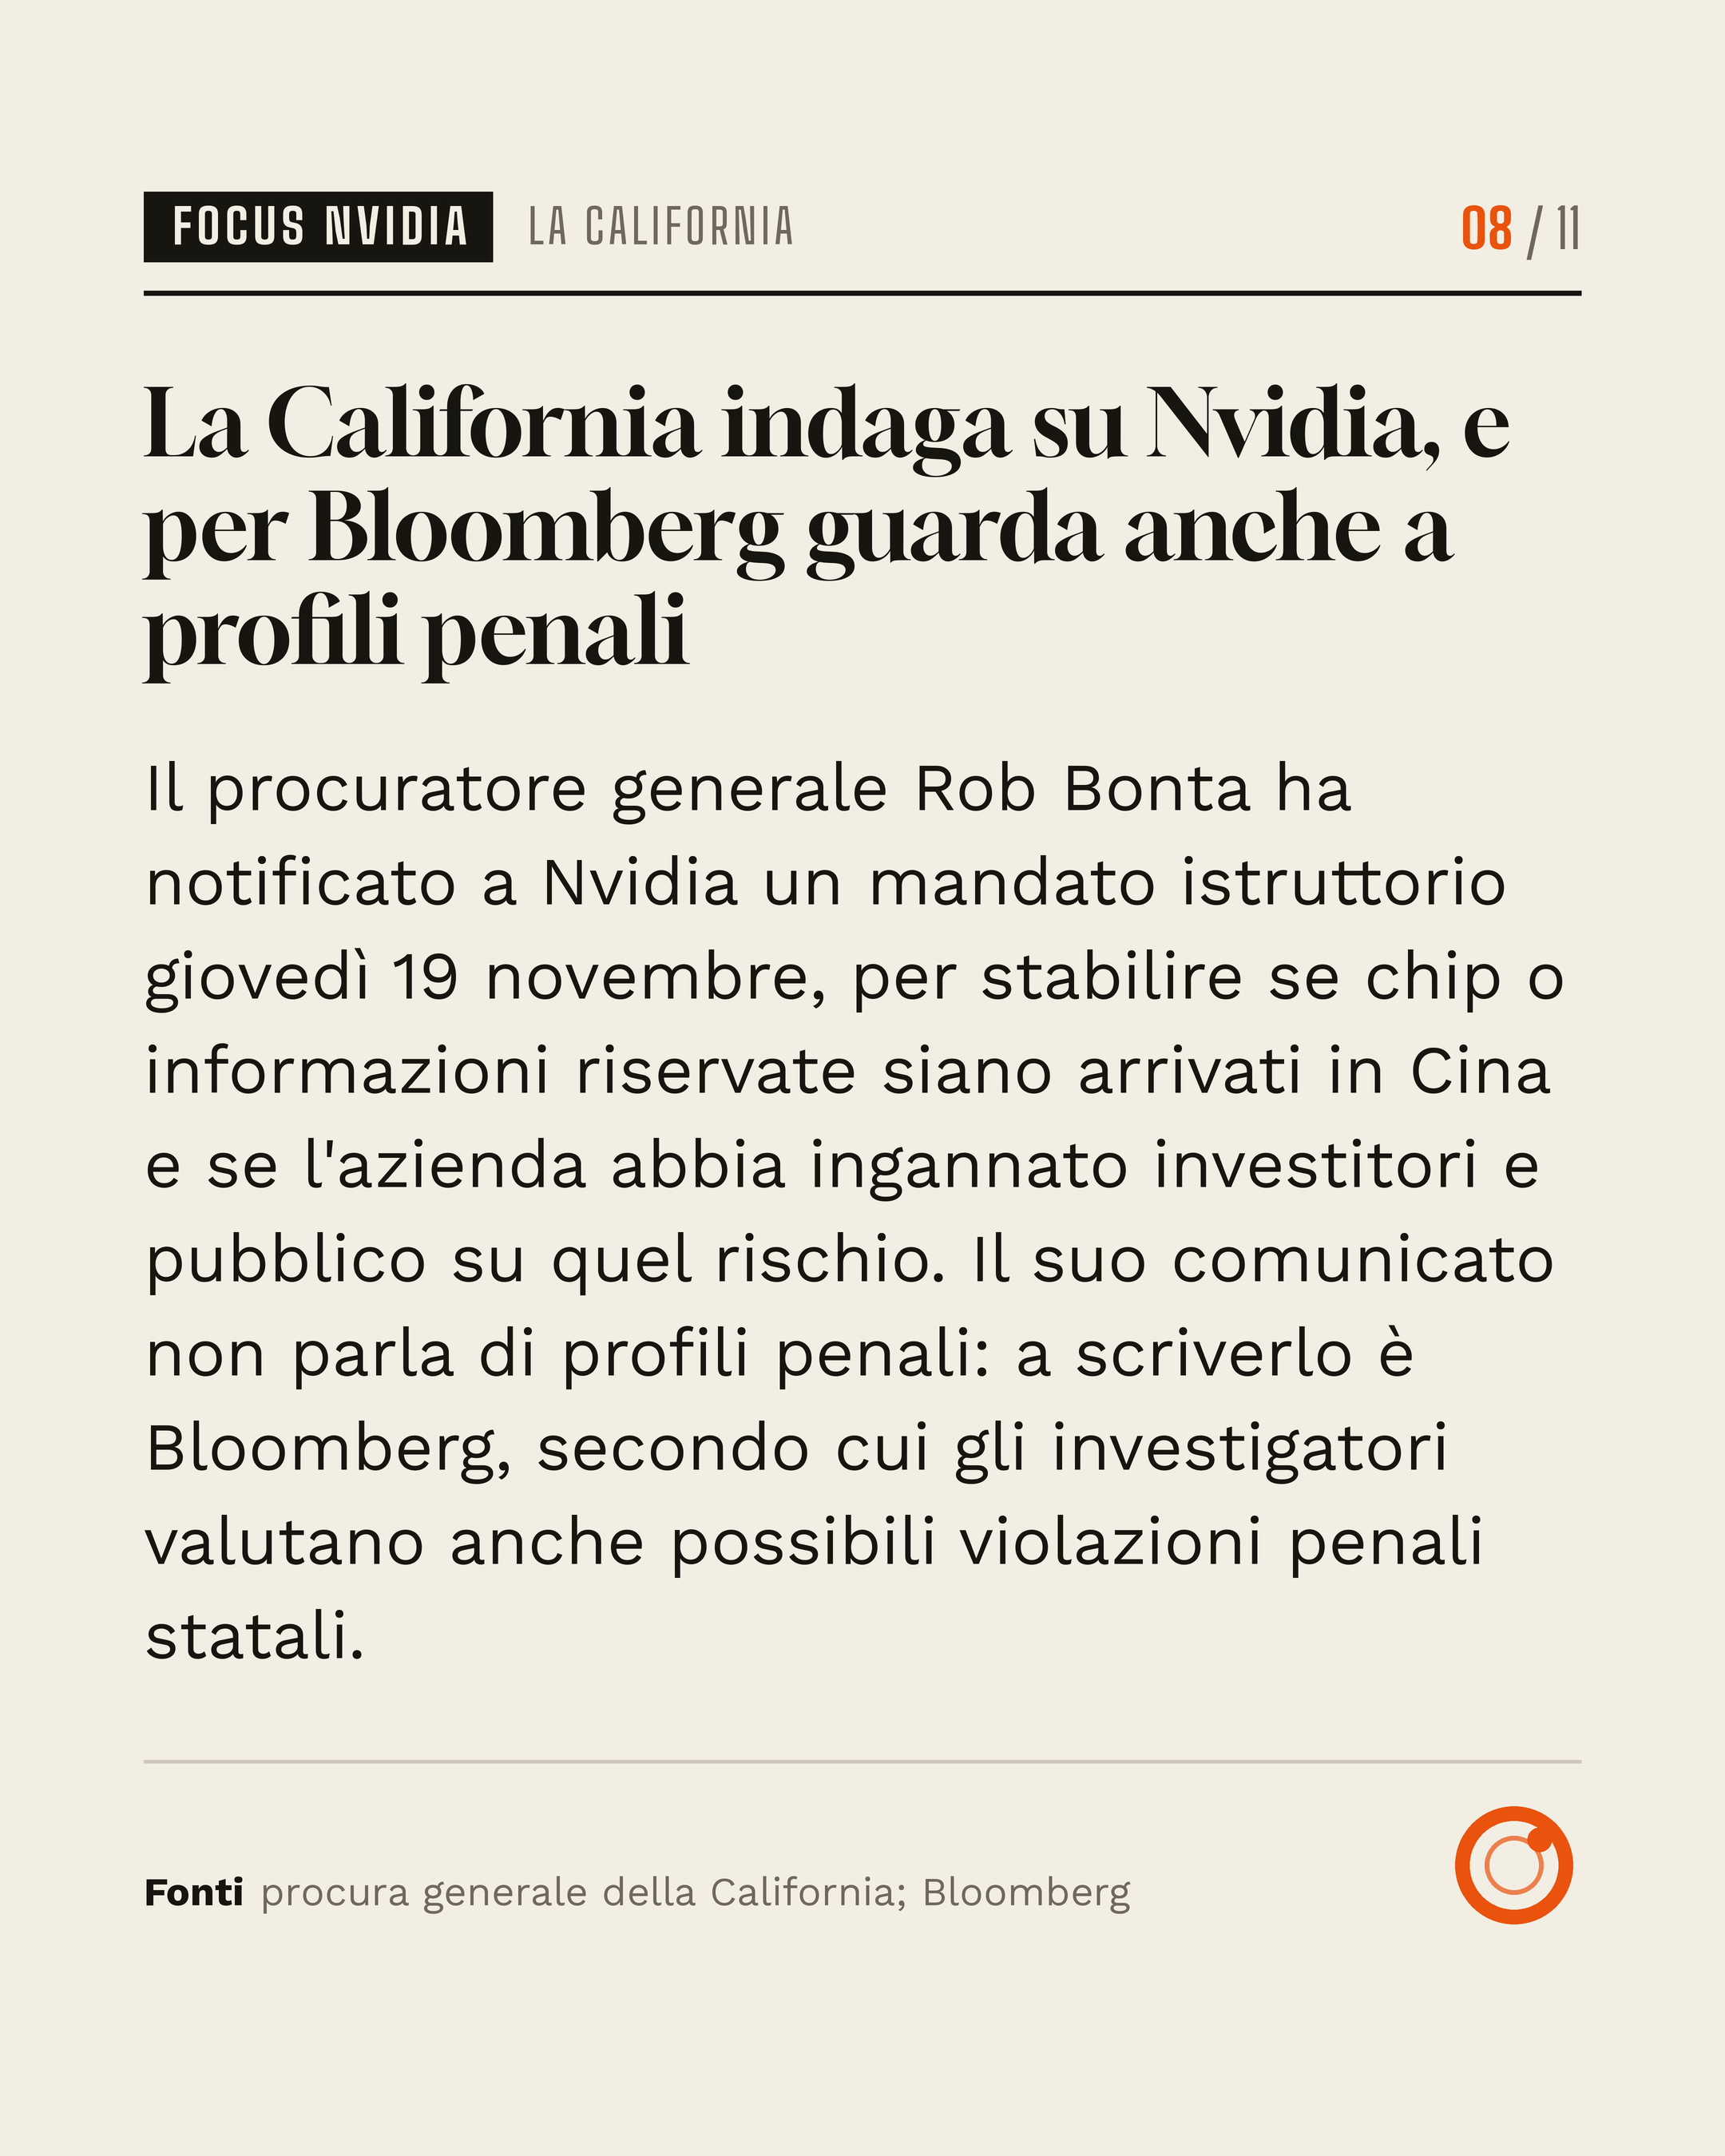 FOCUS NVIDIA LA CALIFORNIA 08 / 11
La California indaga su Nvidia, e
per Bloomberg guarda anche a
profili penali
Il procuratore generale Rob Bonta ha
notificato a Nvidia un mandato istruttorio
giovedì 19 novembre, per stabilire se chip o
informazioni riservate siano arrivati in Cina
e se l'azienda abbia ingannato investitori e
pubblico su quel rischio. Il suo comunicato
non parla di profili penali: a scriverlo è
Bloomberg, secondo cui gli investigatori
valutano anche possibili violazioni penali
statali.
Fonti procura generale della California; Bloomberg